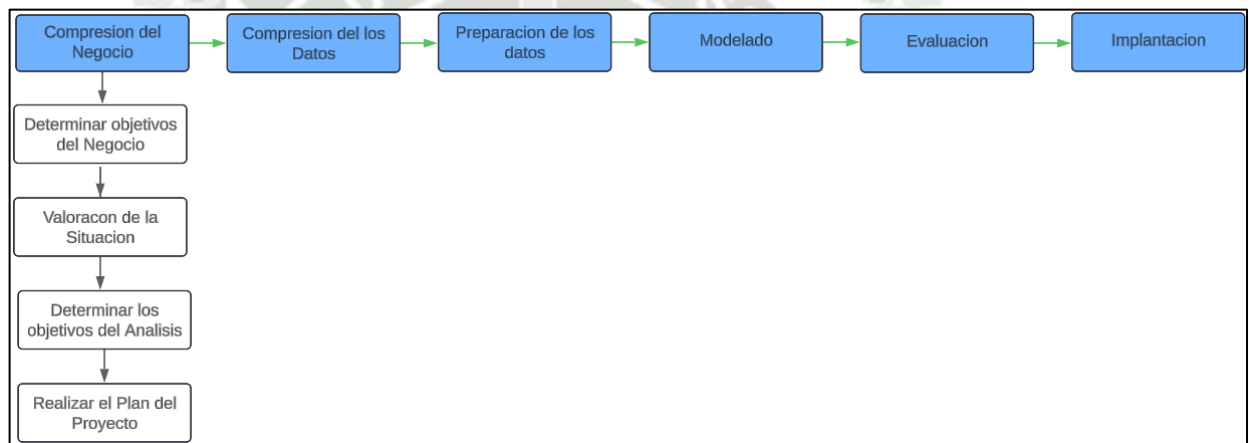 Compresion del
Negocio
Compresion del los
Datos
Preparacion de los
datos
Modelado
Evaluacion
Implantacion
Determinar objetivos
del Negocio
Valoracon de la
Situacion
Determinar los
objetivos del Analisis
Realizar el Plan del
Proyecto